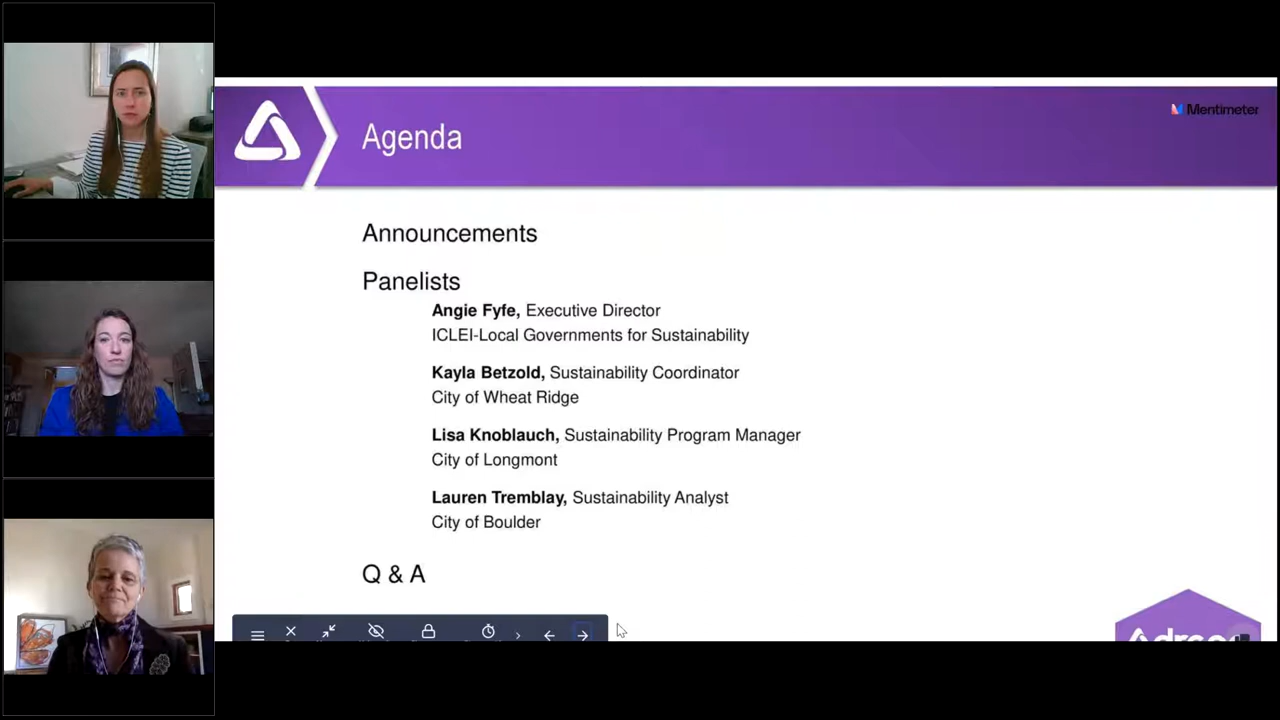 Agenda
Mentimeter
Announcements
Panelists
Angie Fyfe, Executive Director
ICLEI-Local Governments for Sustainability
Kayla Betzold, Sustainability Coordinator
City of Wheat Ridge
Lisa Knoblauch, Sustainability Program Manager
City of Longmont
Lauren Tremblay, Sustainability Analyst
City of Boulder
Q & A